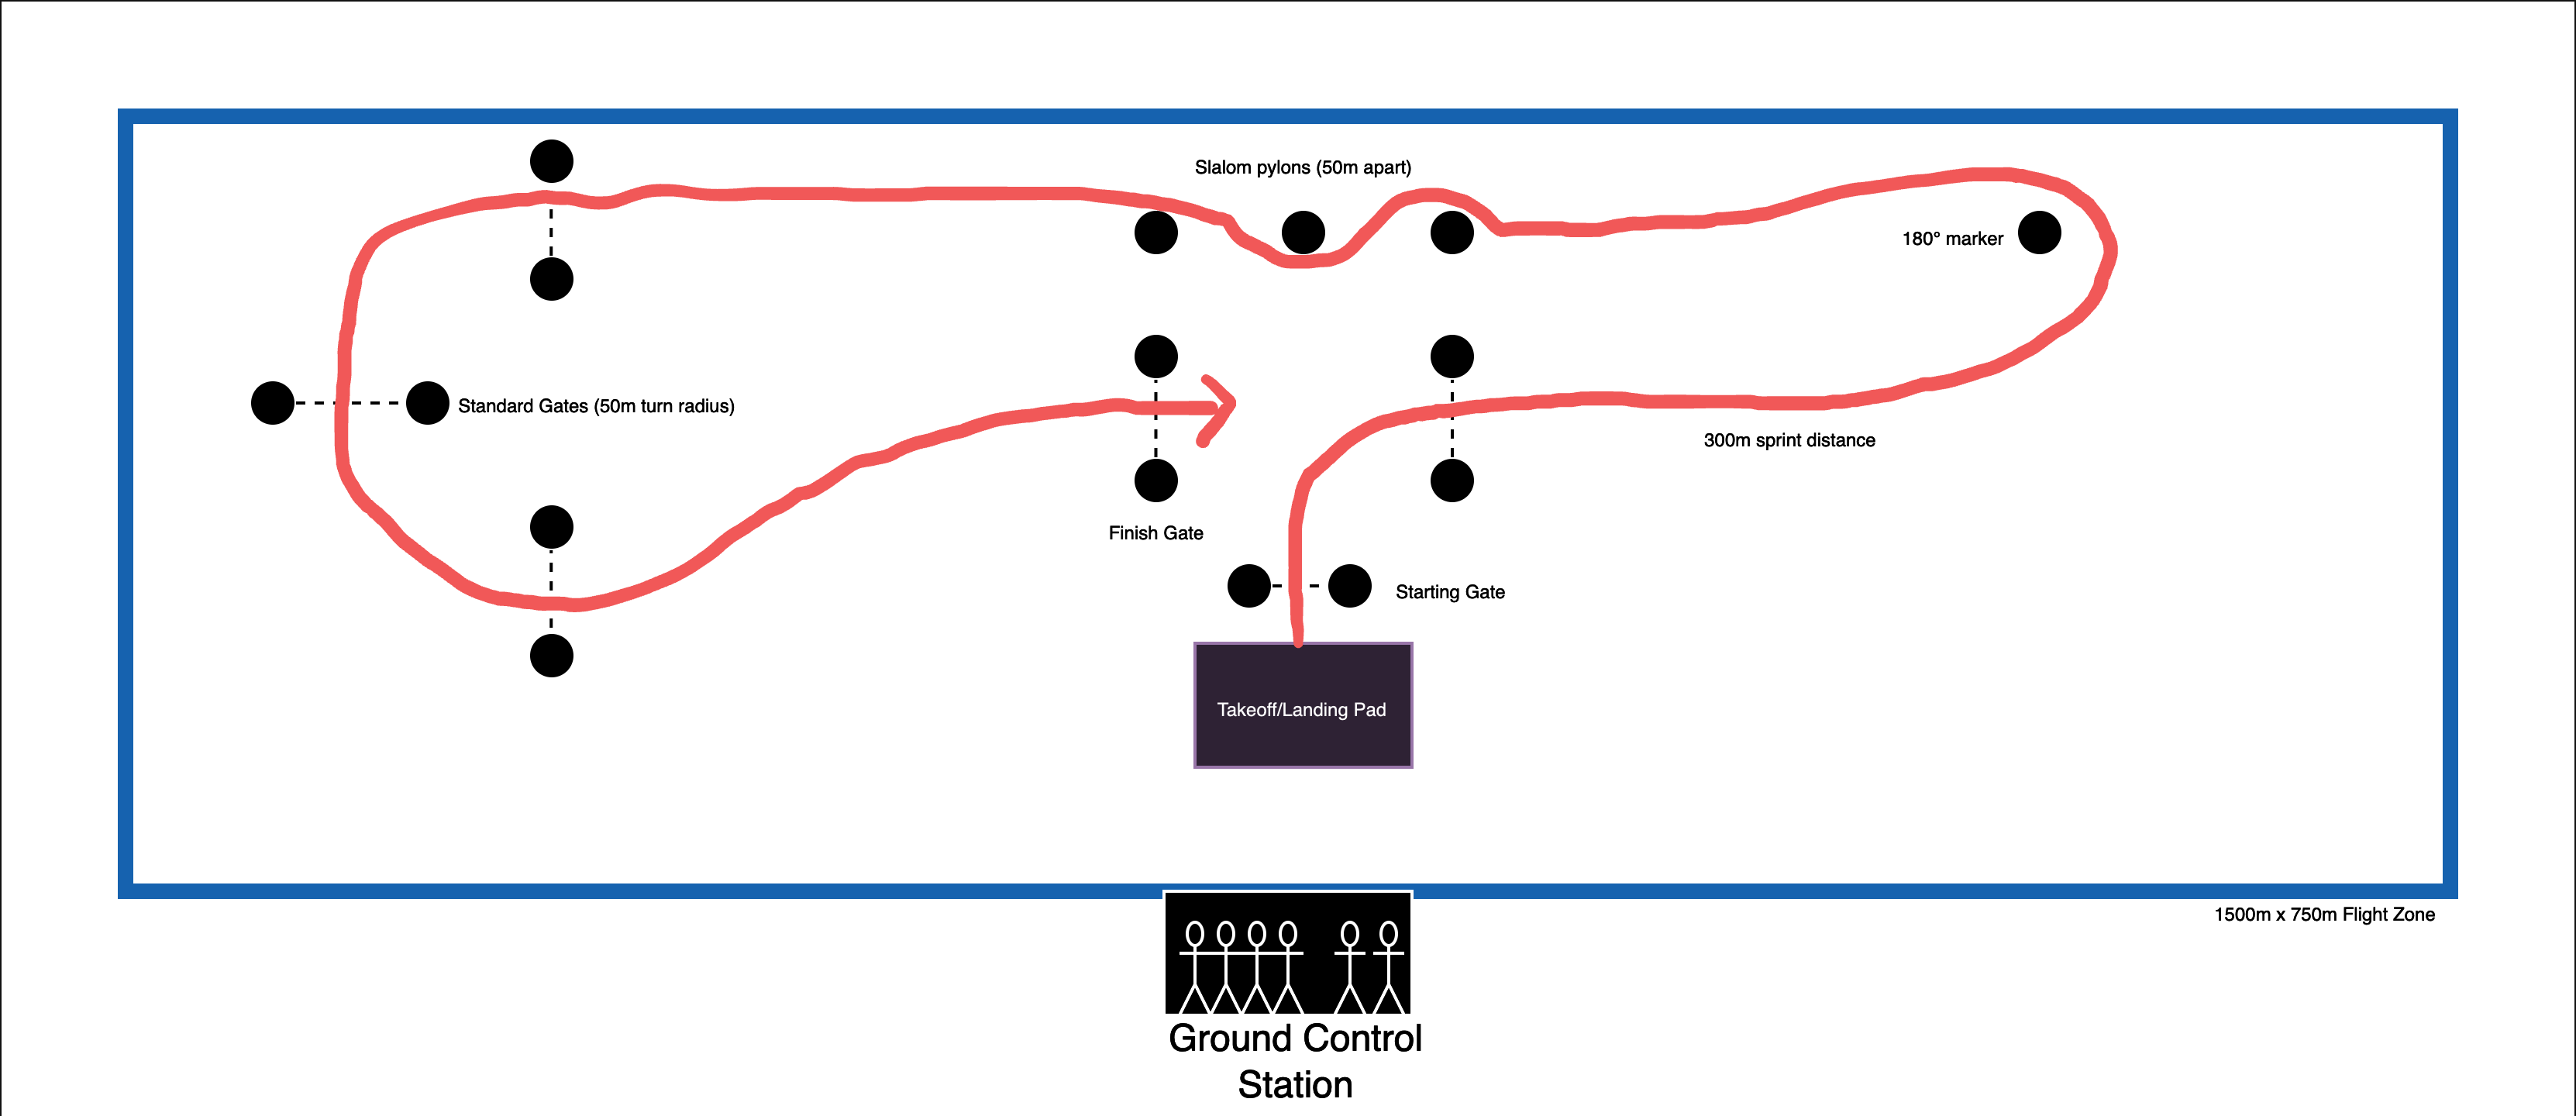 Slalom pylons (50m apart)
180° marker
Standard Gates (50m turn radius)
300m sprint distance
Finish Gate
Starting Gate
Takeoff/Landing Pad
1500m x 750m Flight Zone
Ground Control
Station